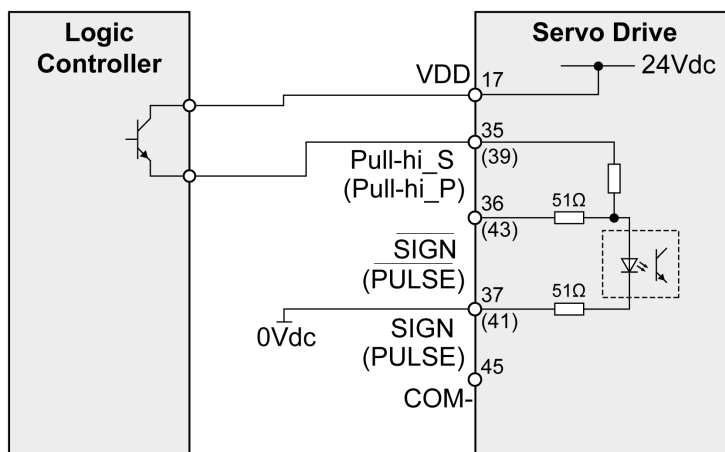 Logic
Controller
Servo Drive
24Vdc
VDD
17
35
(39)
Pull-hi_S
(Pull-hi_P)
36
(43)
51Ω
SIGN
(PULSE)
37
(41)
51Ω
0Vdc
SIGN
(PULSE)
45
COM-